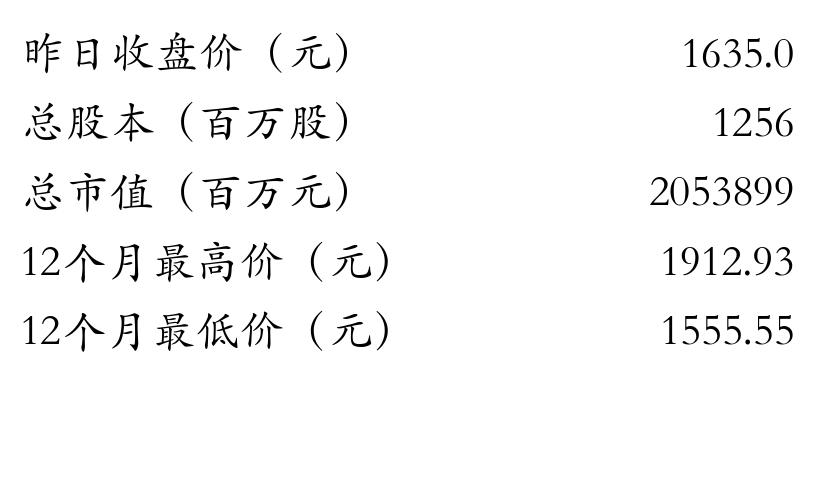 昨日收盘价（元） 1635.0
总股本（百万股） 1256
总市值（百万元） 2053899
12个月最高价（元） 1912.93
12个月最低价（元） 1555.55